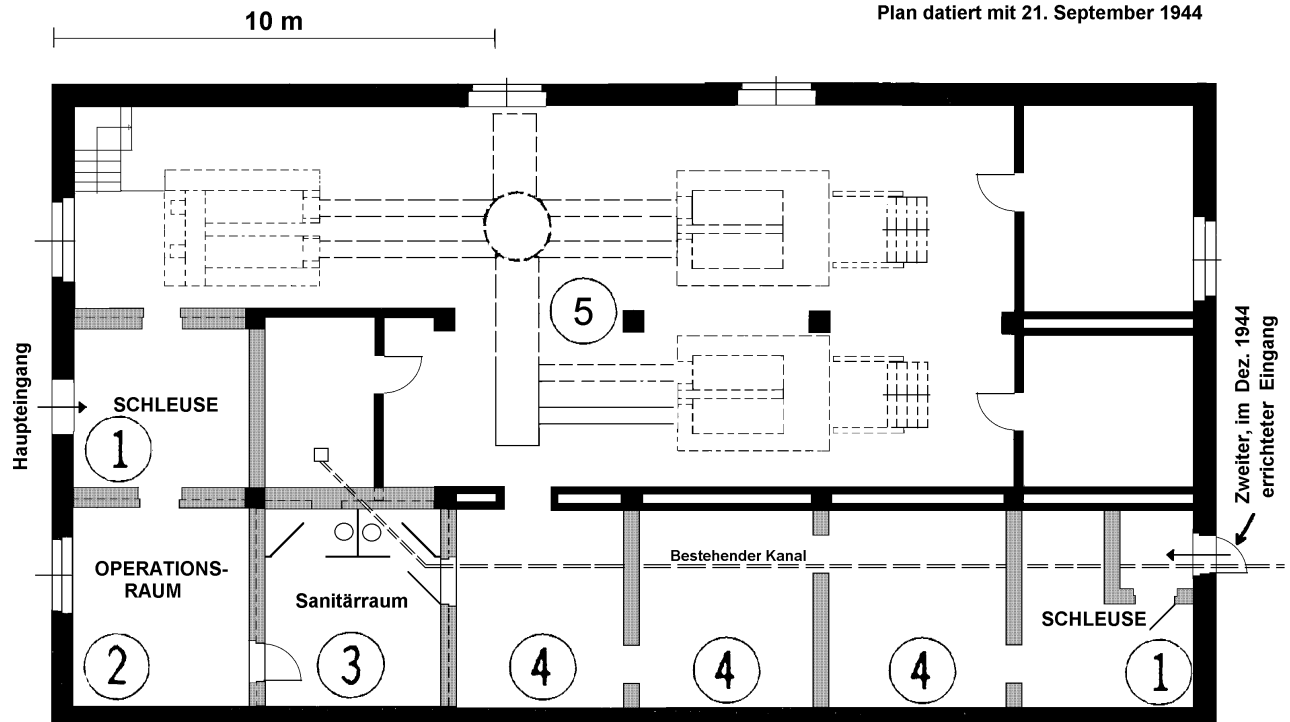 10 m
Plan datiert mit 21. September 1944
5
Haupteingang
SCHLEUSE
1
Zweiter, im Dez. 1944
errichteter Eingang
Bestehender Kanal
OPERATIONS-
RAUM
2
Sanitärraum
3
4
4
4
SCHLEUSE
1